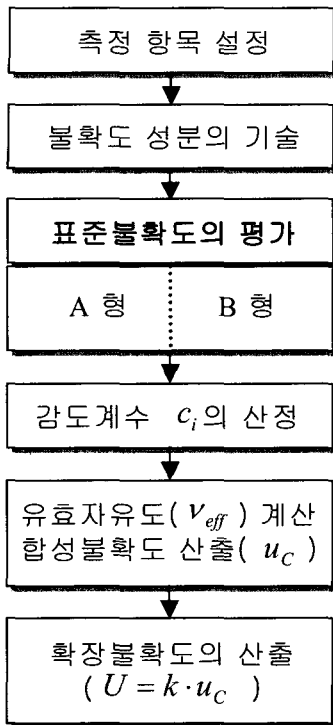 측정 항목 설정
불확도 성분의 기술
표준불확도의 평가
A 형 B 형
감도계수 c_i의 산정
유효자유도( ν_eff ) 계산
합성불확도 산출( u_C )
확장불확도의 산출
( U = k · u_C )